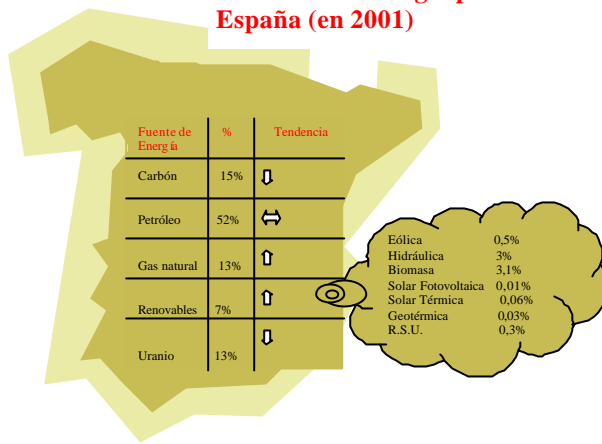 España (en 2001)
Fuente de Energía % Tendencia
Carbón 15%
Petróleo 52%
Gas natural 13%
Renovables 7%
Uranio 13%
Eólica 0,5%
Hidráulica 3%
Biomasa 3,1%
Solar Fotovoltaica 0,01%
Solar Térmica 0,06%
Geotérmica 0,03%
R.S.U. 0,3%